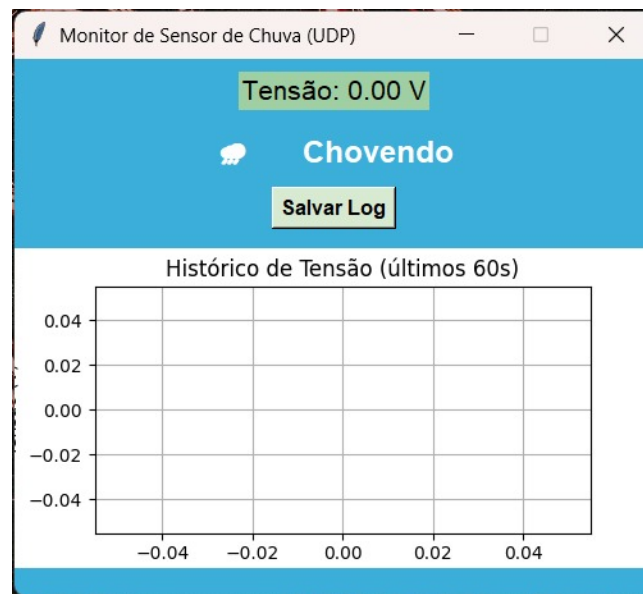 Monitor de Sensor de Chuva (UDP)
Tensão: 0.00 V
Chovendo
Salvar Log
Histórico de Tensão (últimos 60s)
0.04
0.02
0.00
−0.02
−0.04
−0.04 −0.02 0.00 0.02 0.04